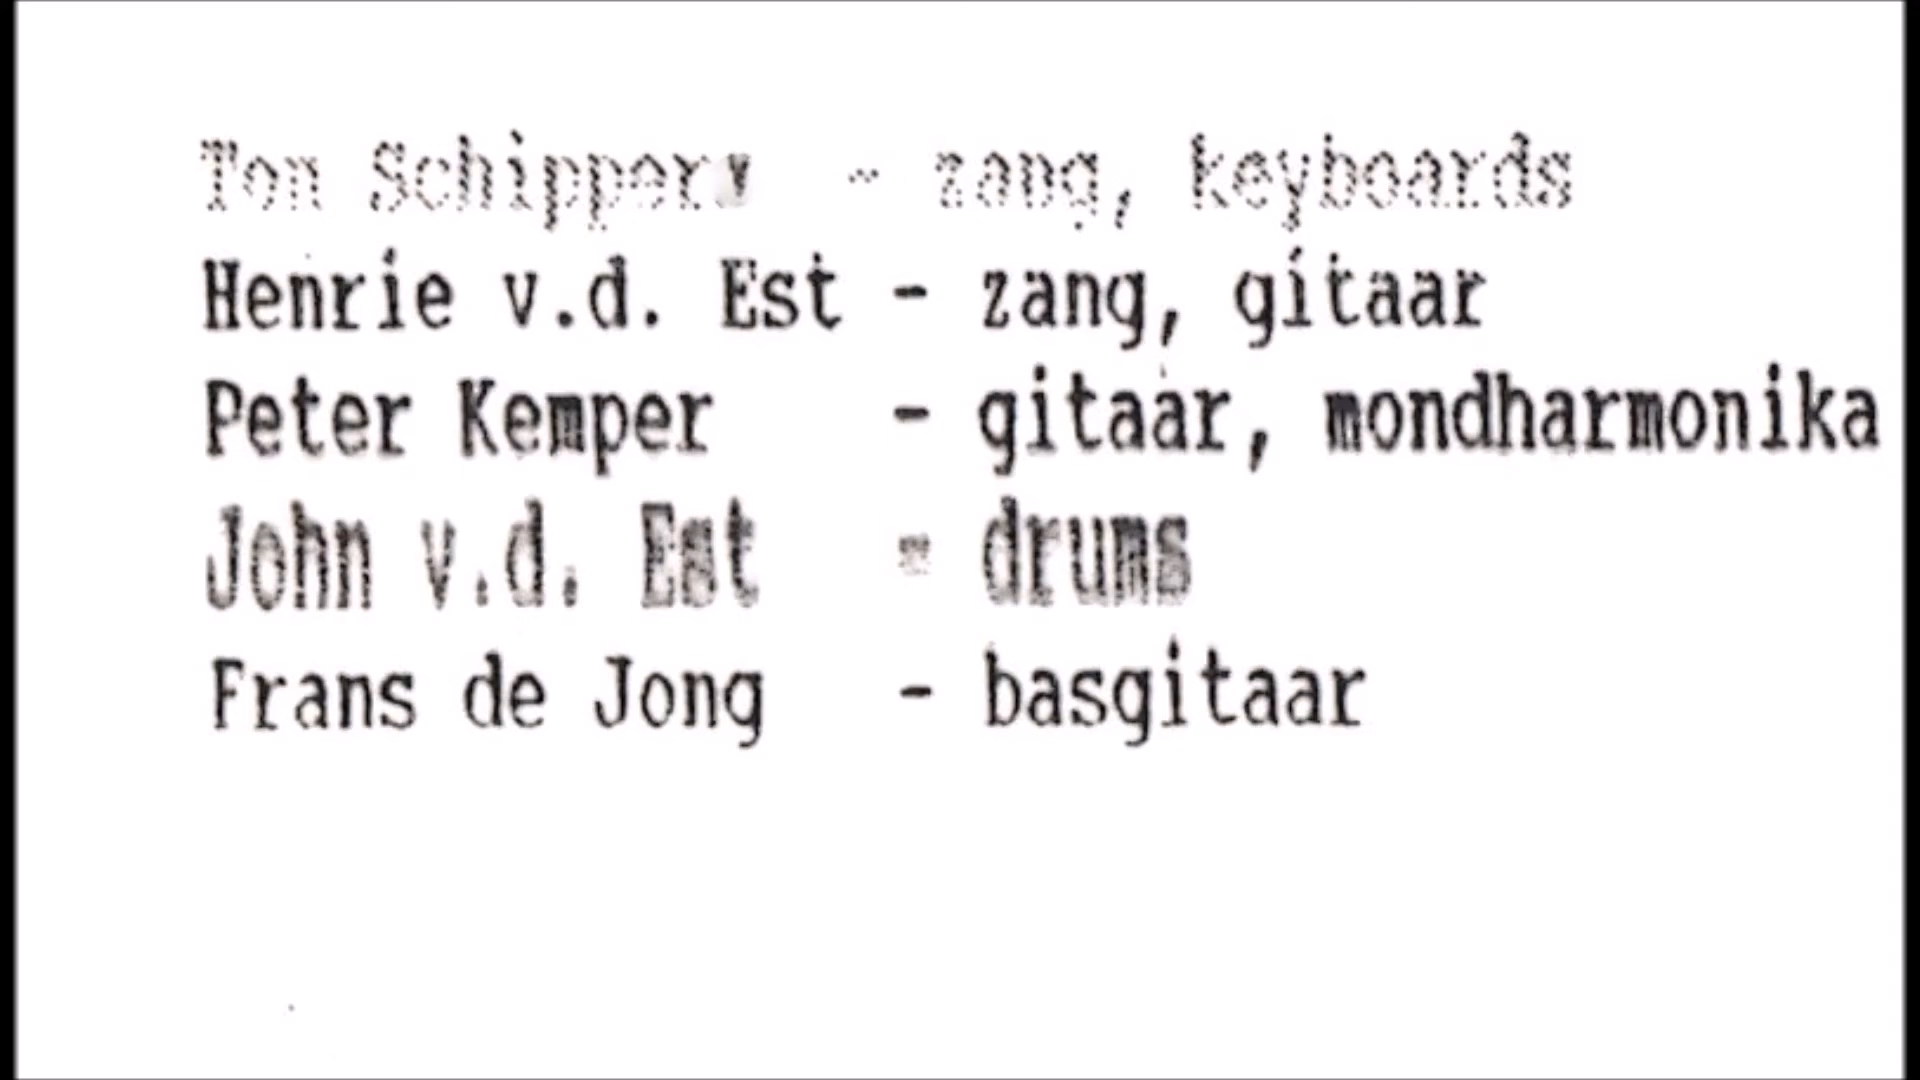 Ton Schippers - zang, keyboards
Henrie v.d. Est - zang, gitaar
Peter Kemper - gitaar, mondharmonika
John v.d. Est - drums
Frans de Jong - basgitaar